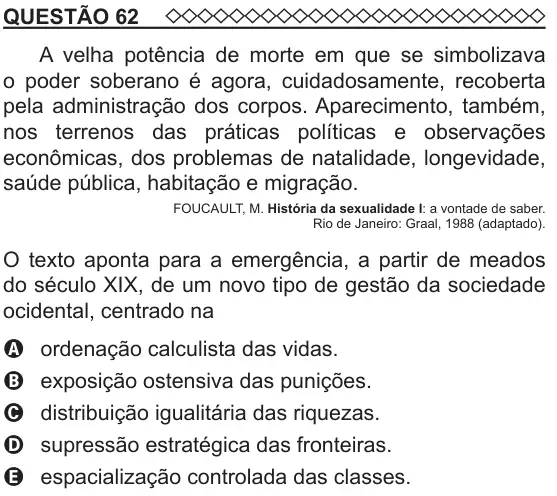 QUESTÃO 62
A velha potência de morte em que se simbolizava
o poder soberano é agora, cuidadosamente, recoberta
pela administração dos corpos. Aparecimento, também,
nos terrenos das práticas políticas e observações
econômicas, dos problemas de natalidade, longevidade,
saúde pública, habitação e migração.
FOUCAULT, M. História da sexualidade I: a vontade de saber.
Rio de Janeiro: Graal, 1988 (adaptado).
O texto aponta para a emergência, a partir de meados
do século XIX, de um novo tipo de gestão da sociedade
ocidental, centrado na
A ordenação calculista das vidas.
B exposição ostensiva das punições.
C distribuição igualitária das riquezas.
D supressão estratégica das fronteiras.
E espacialização controlada das classes.